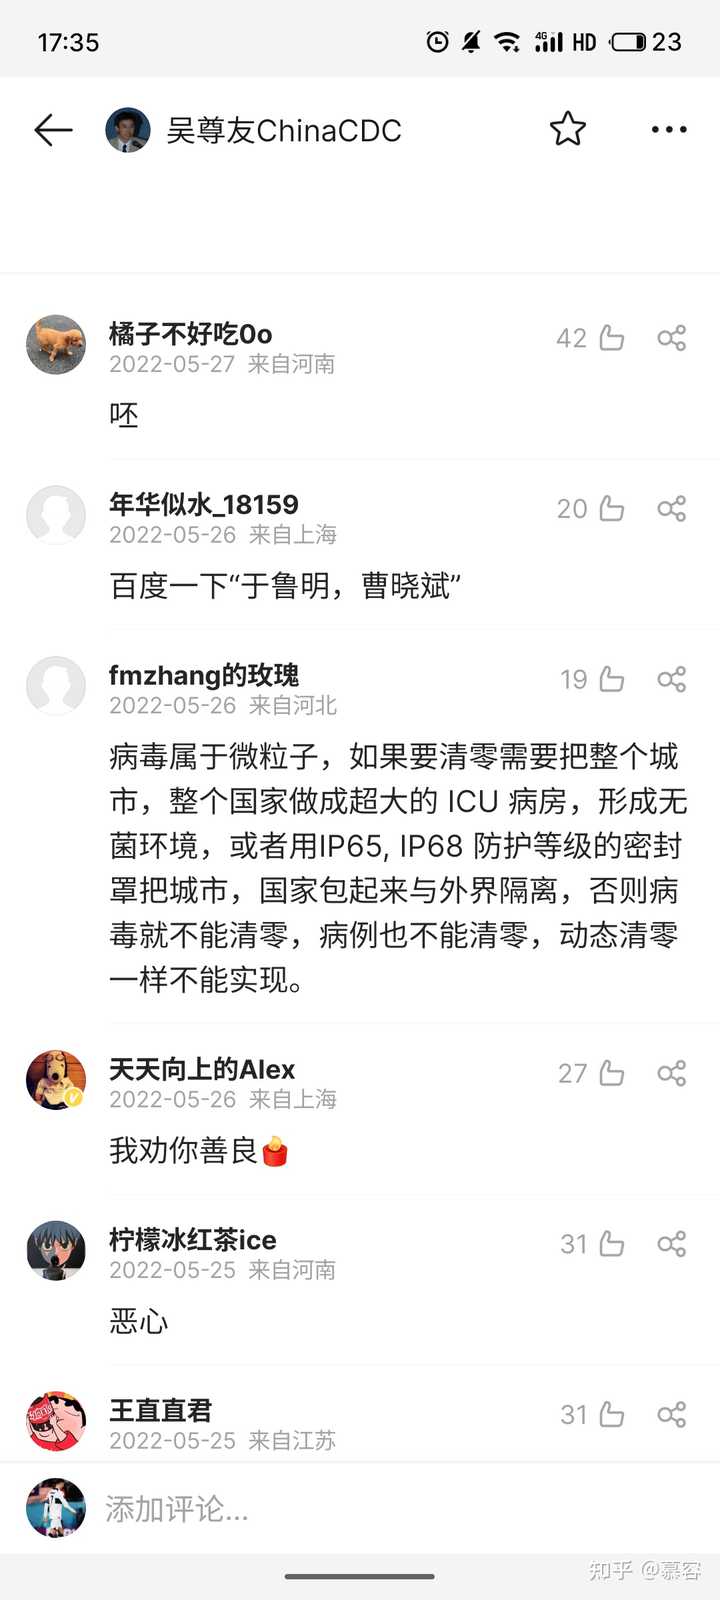 17:35
4G HD 23
吴尊友ChinaCDC
橘子不好吃0o
42
2022-05-27 来自河南
呸
年华似水_18159
20
2022-05-26 来自上海
百度一下“于鲁明，曹晓斌”
fmzhang的玫瑰
19
2022-05-26 来自河北
病毒属于微粒子，如果要清零需要把整个城
市，整个国家做成超大的 ICU 病房，形成无
菌环境，或者用IP65, IP68 防护等级的密封
罩把城市，国家包起来与外界隔离，否则病
毒就不能清零，病例也不能清零，动态清零
一样不能实现。
天天向上的Alex
27
2022-05-26 来自上海
我劝你善良
柠檬冰红茶ice
31
2022-05-25 来自河南
恶心
王直直君
31
2022-05-25 来自江苏
添加评论...
知乎 @慕容